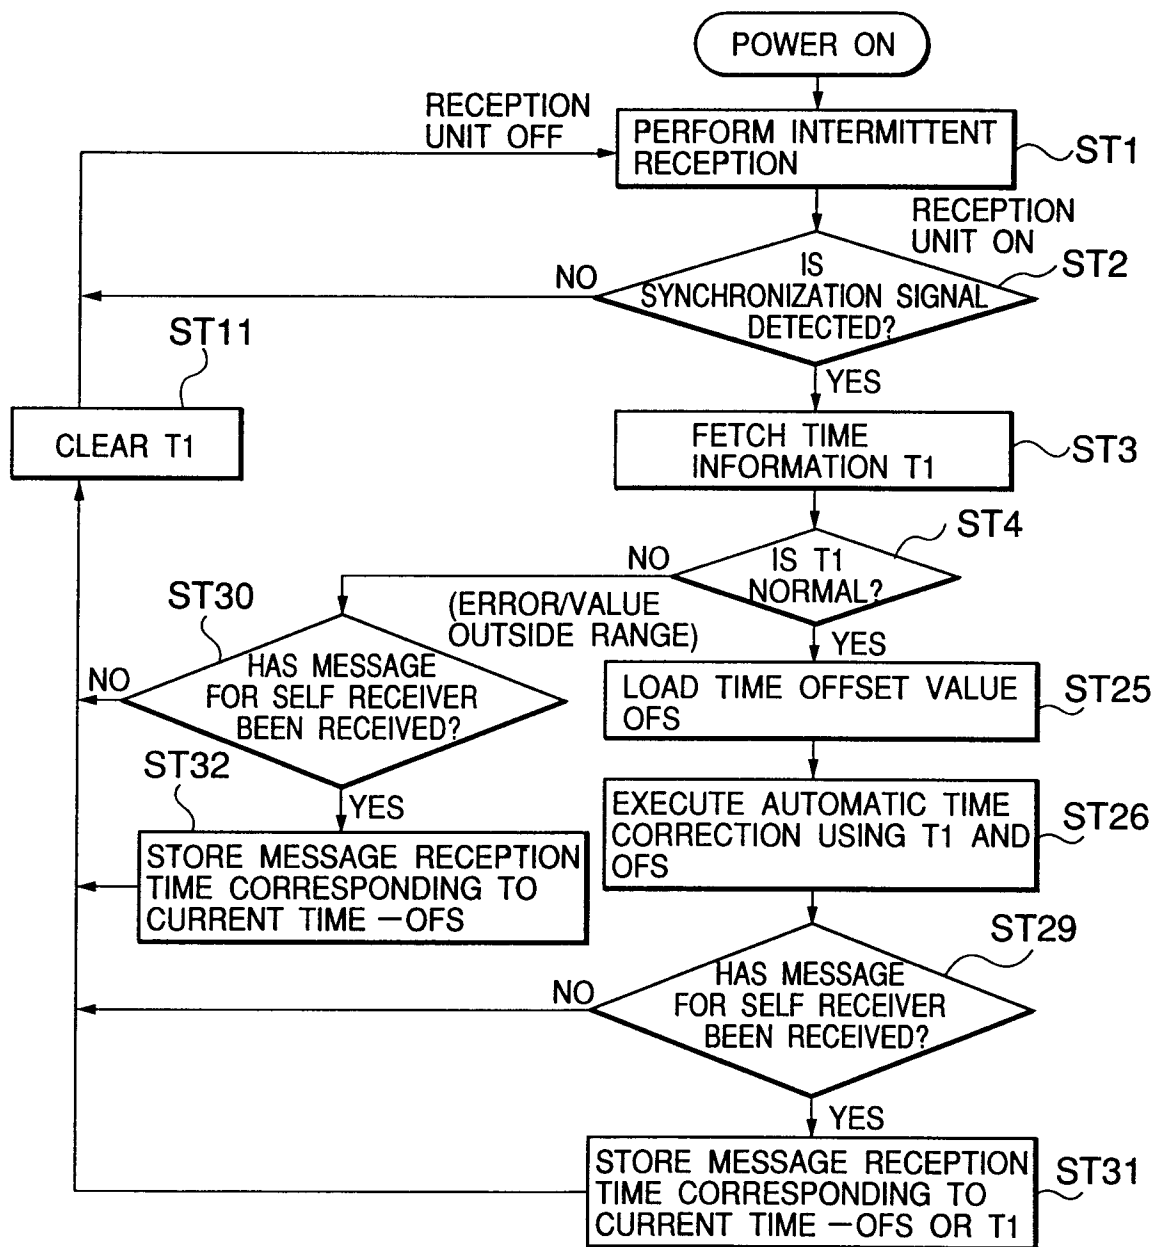 POWER ON
RECEPTION
UNIT OFF
PERFORM INTERMITTENT
RECEPTION
ST1
RECEPTION
UNIT ON
IS
SYNCHRONIZATION SIGNAL
DETECTED?
ST2
NO
YES
ST11
CLEAR T1
FETCH TIME
INFORMATION T1
ST3
IS T1
NORMAL?
ST4
NO
(ERROR/VALUE
OUTSIDE RANGE)
YES
ST30
HAS MESSAGE
FOR SELF RECEIVER
BEEN RECEIVED?
NO
YES
LOAD TIME OFFSET VALUE
OFS
ST25
ST32
STORE MESSAGE RECEPTION
TIME CORRESPONDING TO
CURRENT TIME —OFS
EXECUTE AUTOMATIC TIME
CORRECTION USING T1 AND
OFS
ST26
ST29
HAS MESSAGE
FOR SELF RECEIVER
BEEN RECEIVED?
NO
YES
STORE MESSAGE RECEPTION
TIME CORRESPONDING TO
CURRENT TIME —OFS OR T1
ST31